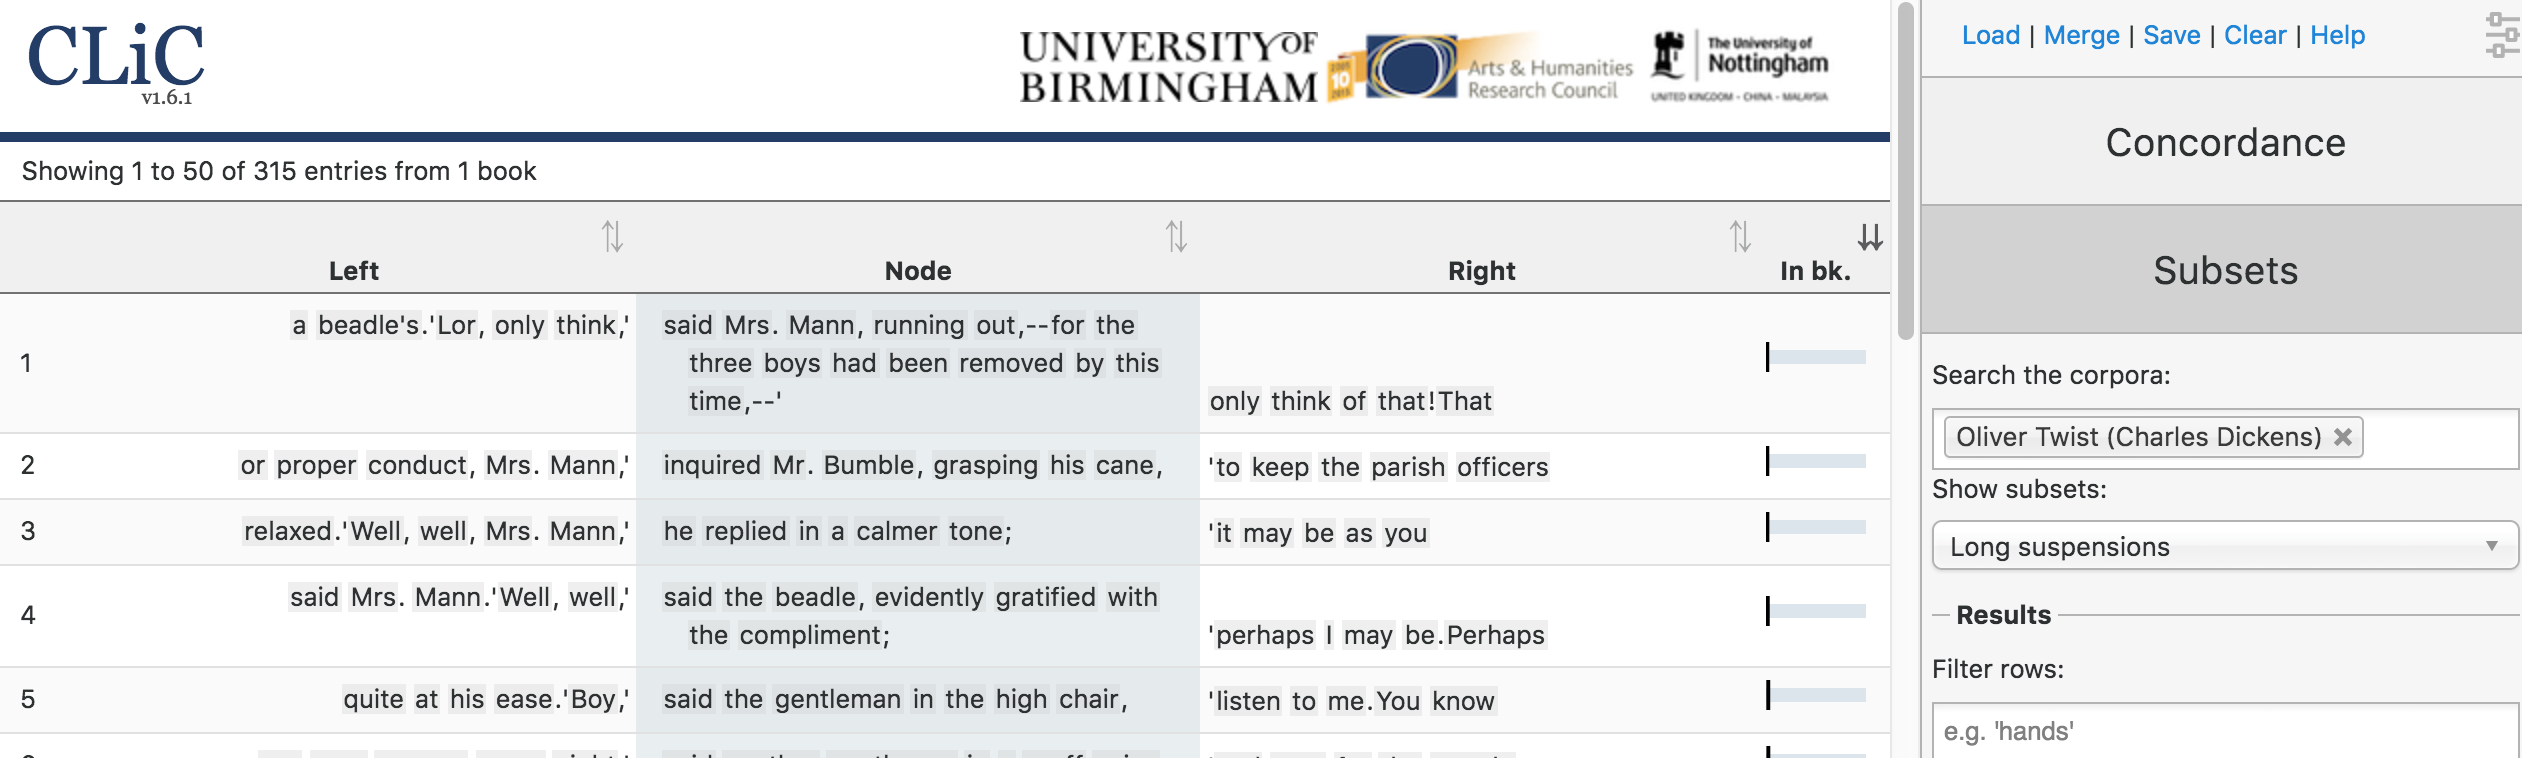 CLiC
v1.6.1
UNIVERSITY OF
BIRMINGHAM
10
Arts & Humanities
Research Council
The University of
Nottingham
UNITED KINGDOM • CHINA • MALAYSIA
Load | Merge | Save | Clear | Help
Concordance
Subsets
Search the corpora:
Oliver Twist (Charles Dickens) ×
Show subsets:
Long suspensions
Results
Filter rows:
e.g. 'hands'
Showing 1 to 50 of 315 entries from 1 book
Left Node Right In bk.
1 a beadle's.'Lor, only think,' said Mrs. Mann, running out,--for the
three boys had been removed by this
time,--' only think of that!That
2 or proper conduct, Mrs. Mann,' inquired Mr. Bumble, grasping his cane, 'to keep the parish officers
3 relaxed.'Well, well, Mrs. Mann,' he replied in a calmer tone; 'it may be as you
4 said Mrs. Mann.'Well, well,' said the beadle, evidently gratified with
the compliment; 'perhaps I may be.Perhaps
5 quite at his ease.'Boy,' said the gentleman in the high chair, 'listen to me.You know